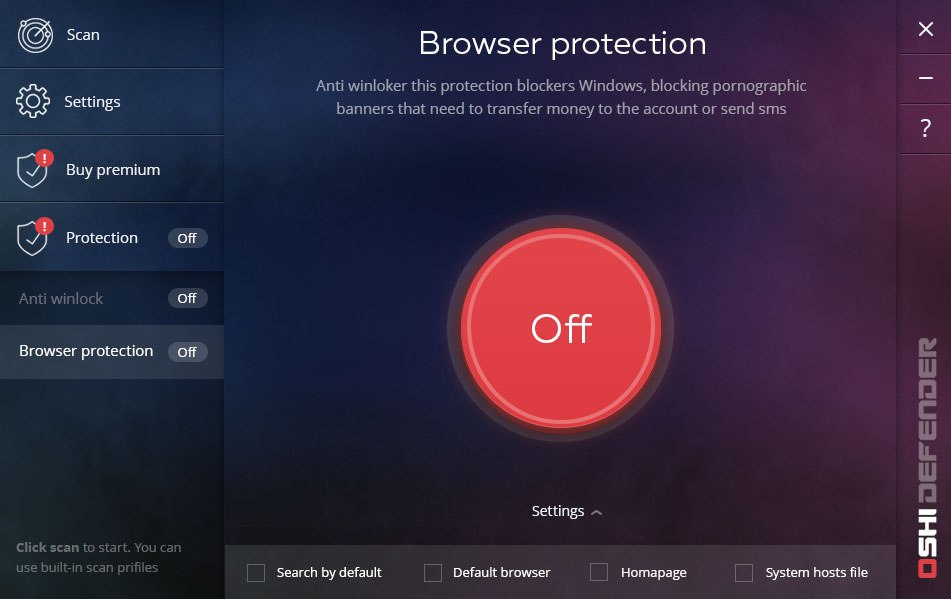 Scan
Settings
! Buy premium
! Protection Off
Anti winlock Off
Browser protection Off
Click scan to start. You can
use built-in scan prifiles
Browser protection
Anti winloker this protection blockers Windows, blocking pornographic
banners that need to transfer money to the account or send sms
Off
Settings
Search by default Default browser Homapage System hosts file
?
OSHI DEFENDER